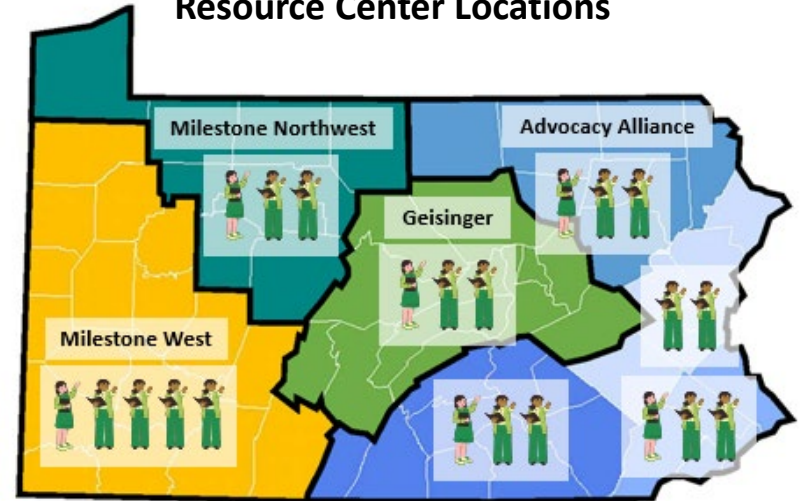 Resource Center Locations
Milestone Northwest
Advocacy Alliance
Geisinger
Milestone West